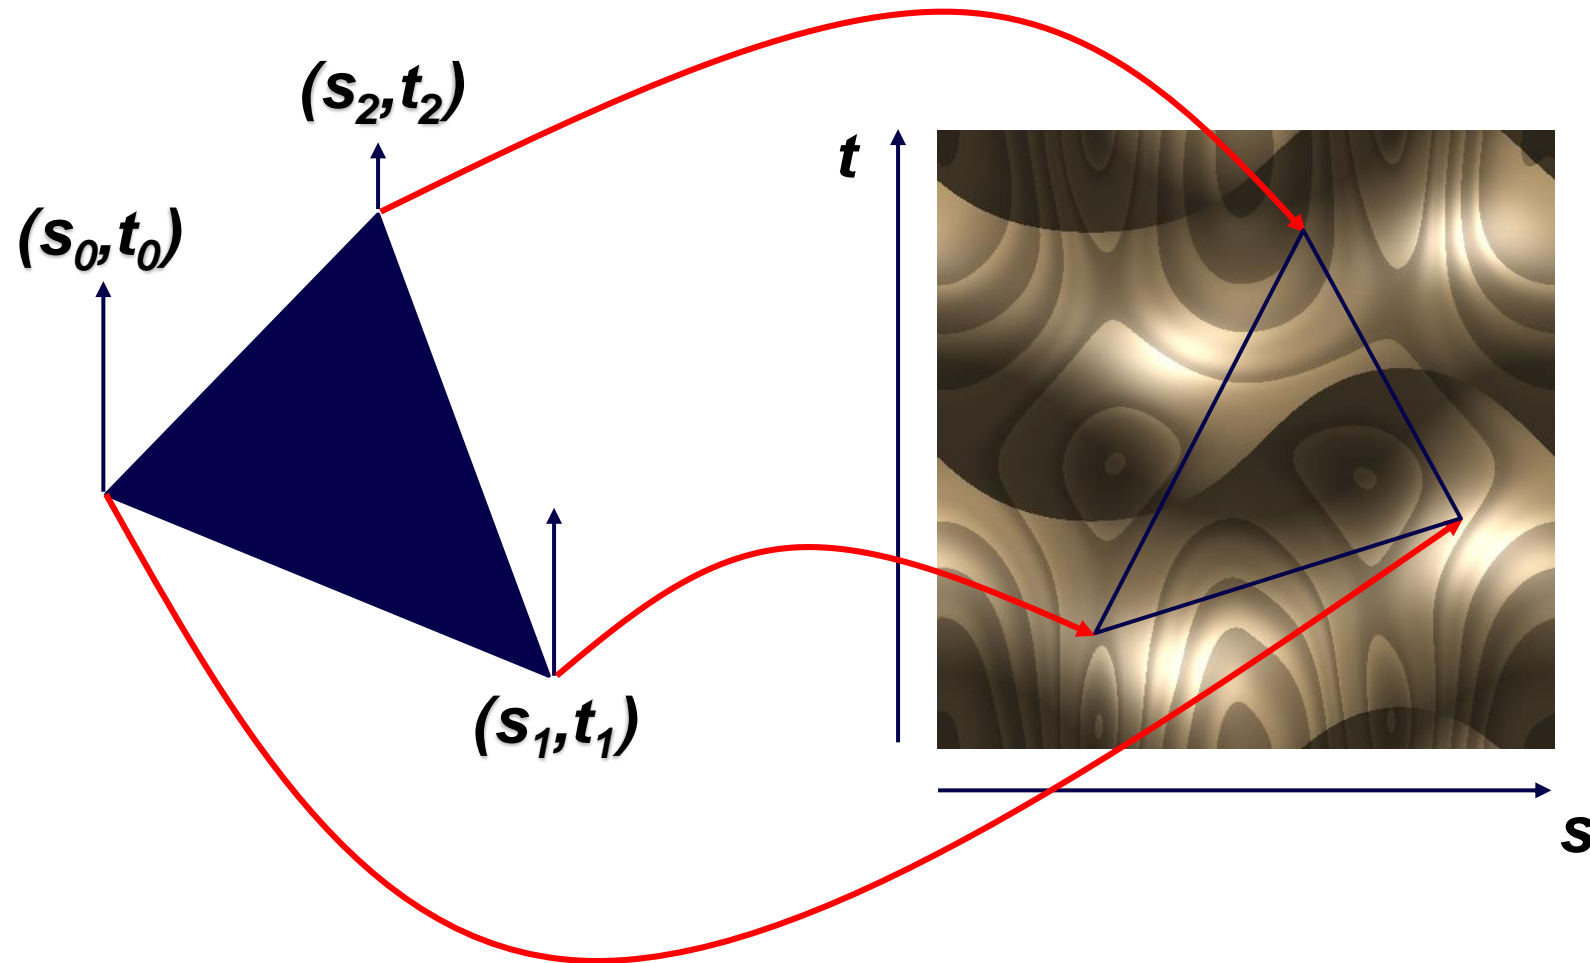 (s₂,t₂)
t
(s₀,t₀)
(s₁,t₁)
s